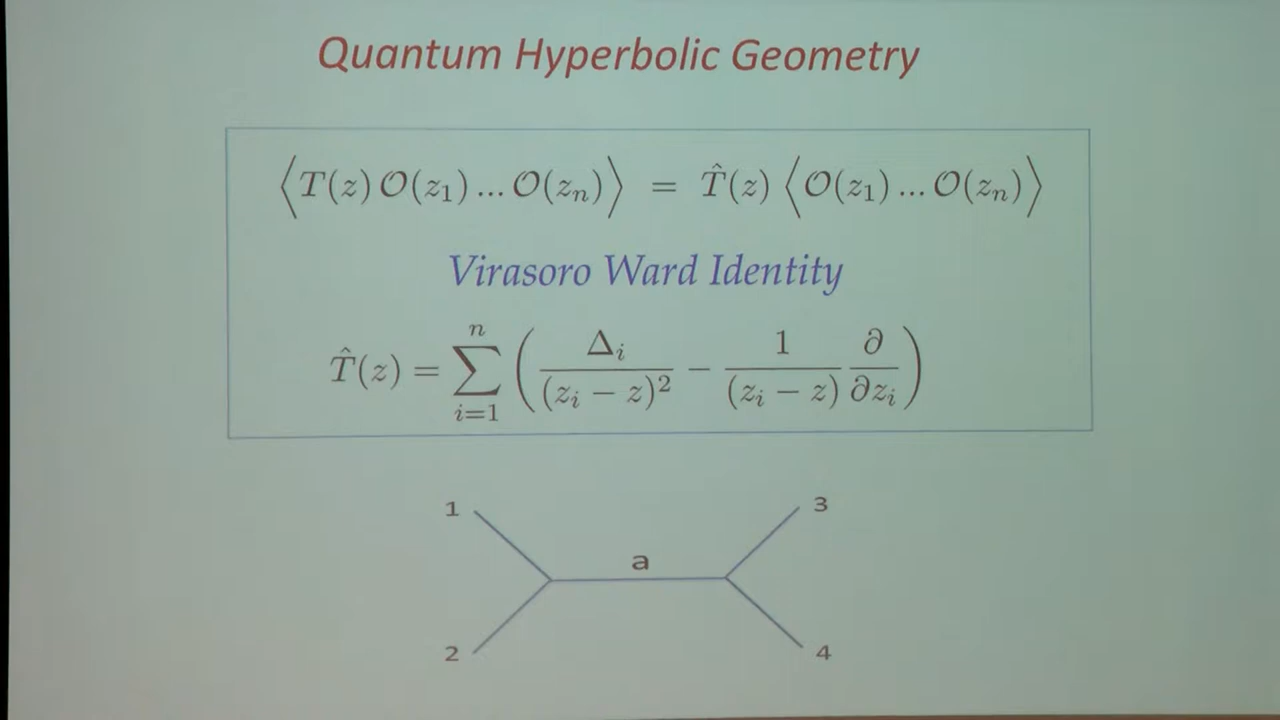 Quantum Hyperbolic Geometry
⟨T(z) 𝒪(z₁) ... 𝒪(zₙ)⟩ = T̂(z) ⟨𝒪(z₁) ... 𝒪(zₙ)⟩
Virasoro Ward Identity
T̂(z) = ∑ᵢ₌₁ⁿ ( Δᵢ/(zᵢ − z)² − 1/(zᵢ − z) ∂/∂zᵢ )
1 3
a
2 4